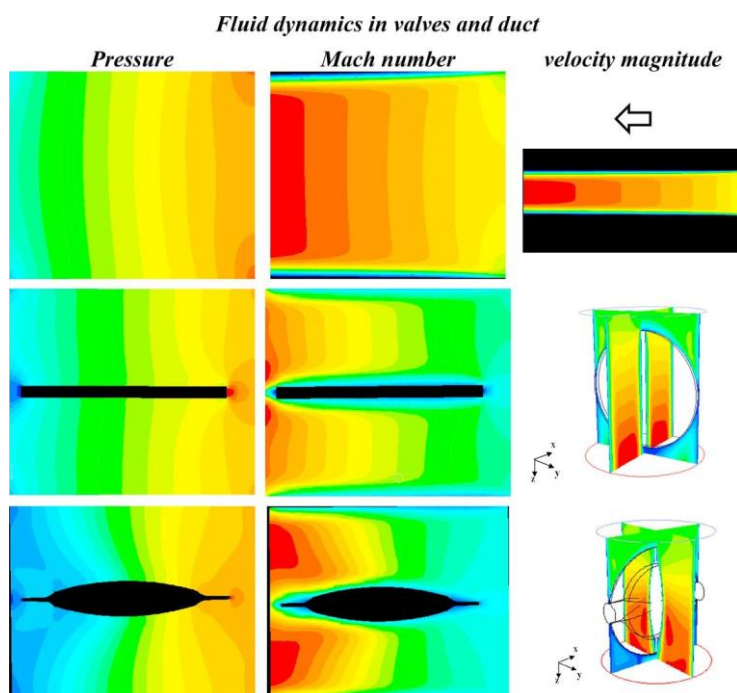 Fluid dynamics in valves and duct
Pressure
Mach number
velocity magnitude
x
y
z
x
y
z